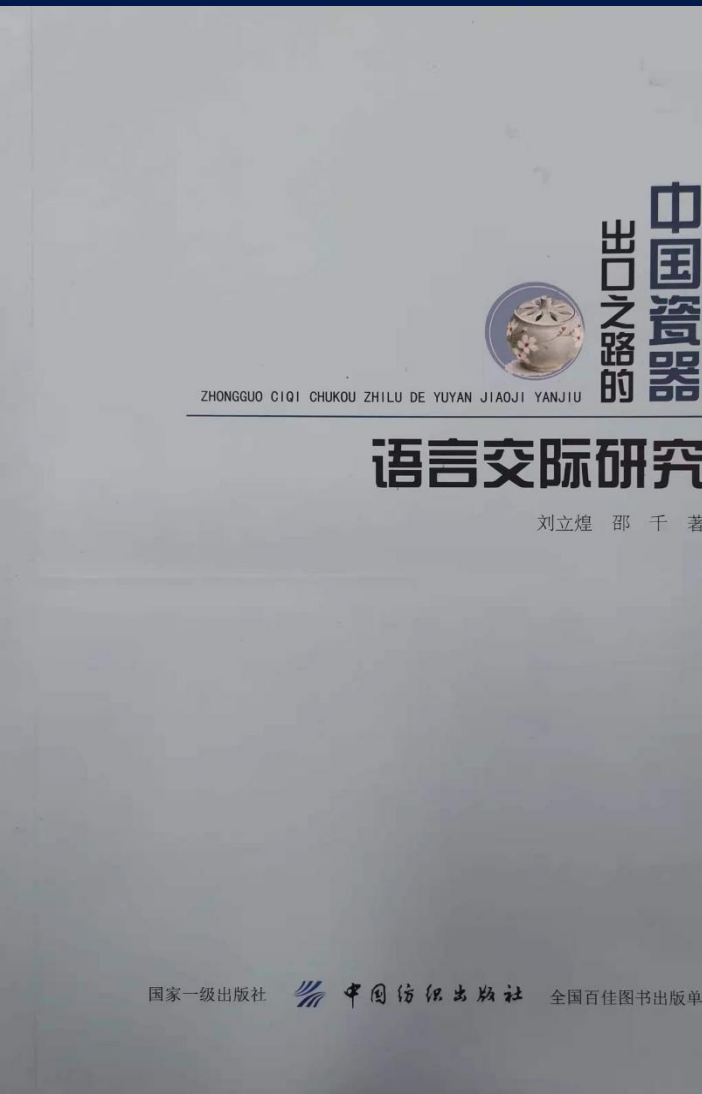 中国瓷器
出口之路的
ZHONGGUO CIQI CHUKOU ZHILU DE YUYAN JIAOJI YANJIU
语言交际研究
刘立煌 邵 千 著
国家一级出版社 中国纺织出版社 全国百佳图书出版单